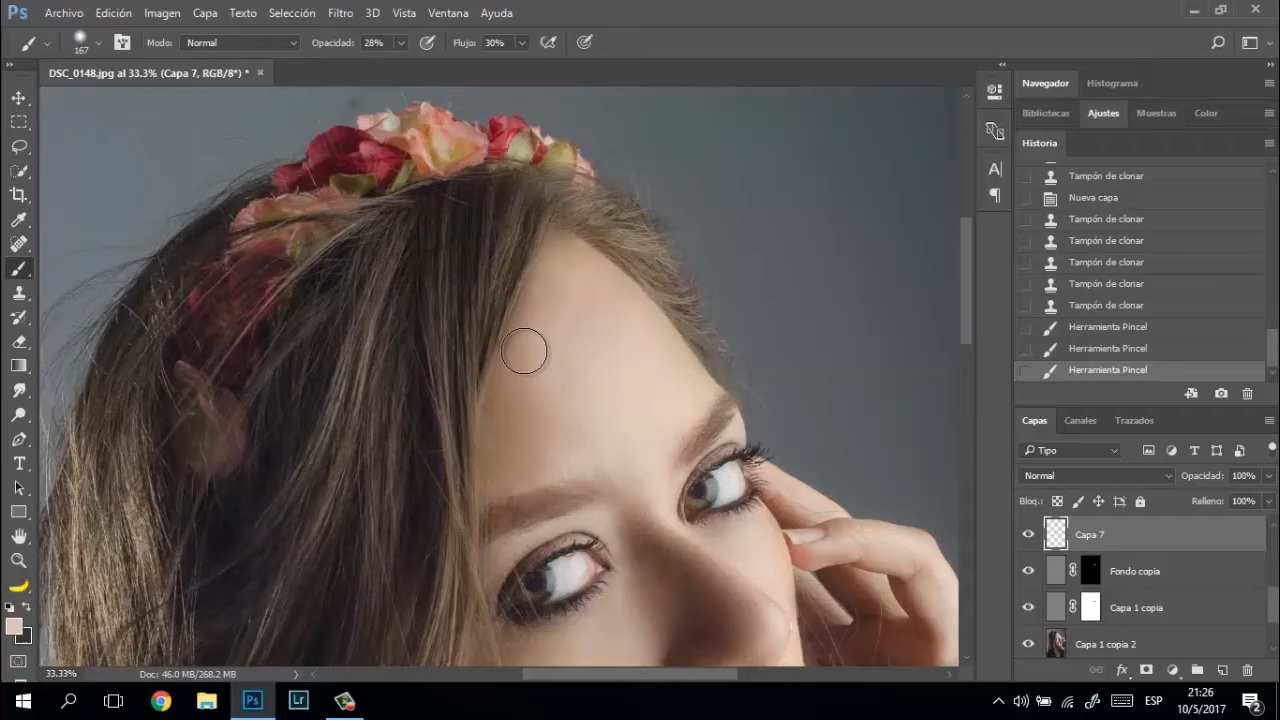 Ps Archivo Edición Imagen Capa Texto Selección Filtro 3D Vista Ventana Ayuda
167 Modo: Normal Opacidad: 28% Flujo: 30%
DSC_0148.jpg al 33.3% (Capa 7, RGB/8*) * ×
Navegador Histograma
Bibliotecas Ajustes Muestras Color
Historia
Tampón de clonar
Nueva capa
Tampón de clonar
Tampón de clonar
Tampón de clonar
Tampón de clonar
Tampón de clonar
Herramienta Pincel
Herramienta Pincel
Herramienta Pincel
Capas Canales Trazados
Tipo
Normal Opacidad: 100%
Bloq.: Relleno: 100%
Capa 7
Fondo copia
Capa 1 copia
Capa 1 copia 2
33.33% Doc: 46.0 MB/268.2 MB
Ps Lr ESP 21:26
10/5/2017 2